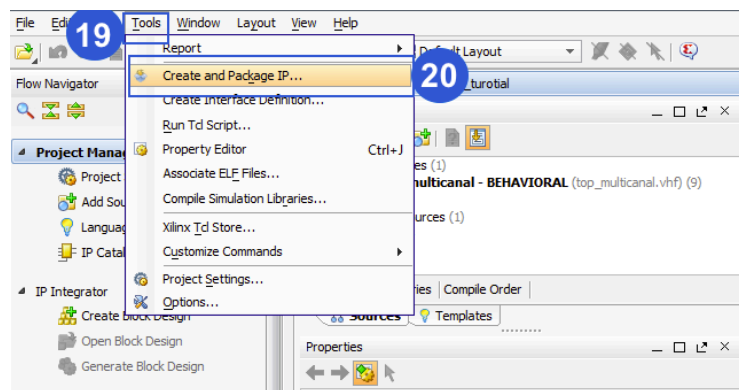 File Edi 19 Tools Window Layout View Help
Report Default Layout
Flow Navigator Create and Package IP... 20 _turotial
Create Interface Definition...
Run Tcl Script...
Project Manag Property Editor Ctrl+J
es (1)
Project Associate ELF Files... multicanal - BEHAVIORAL (top_multicanal.vhf) (9)
Add Sou Compile Simulation Libraries...
urces (1)
Languag Xilinx Tcl Store...
IP Catal Customize Commands
IP Integrator Project Settings... ries Compile Order
Create Block Design Options... Sources Templates
Open Block Design Properties
Generate Block Design